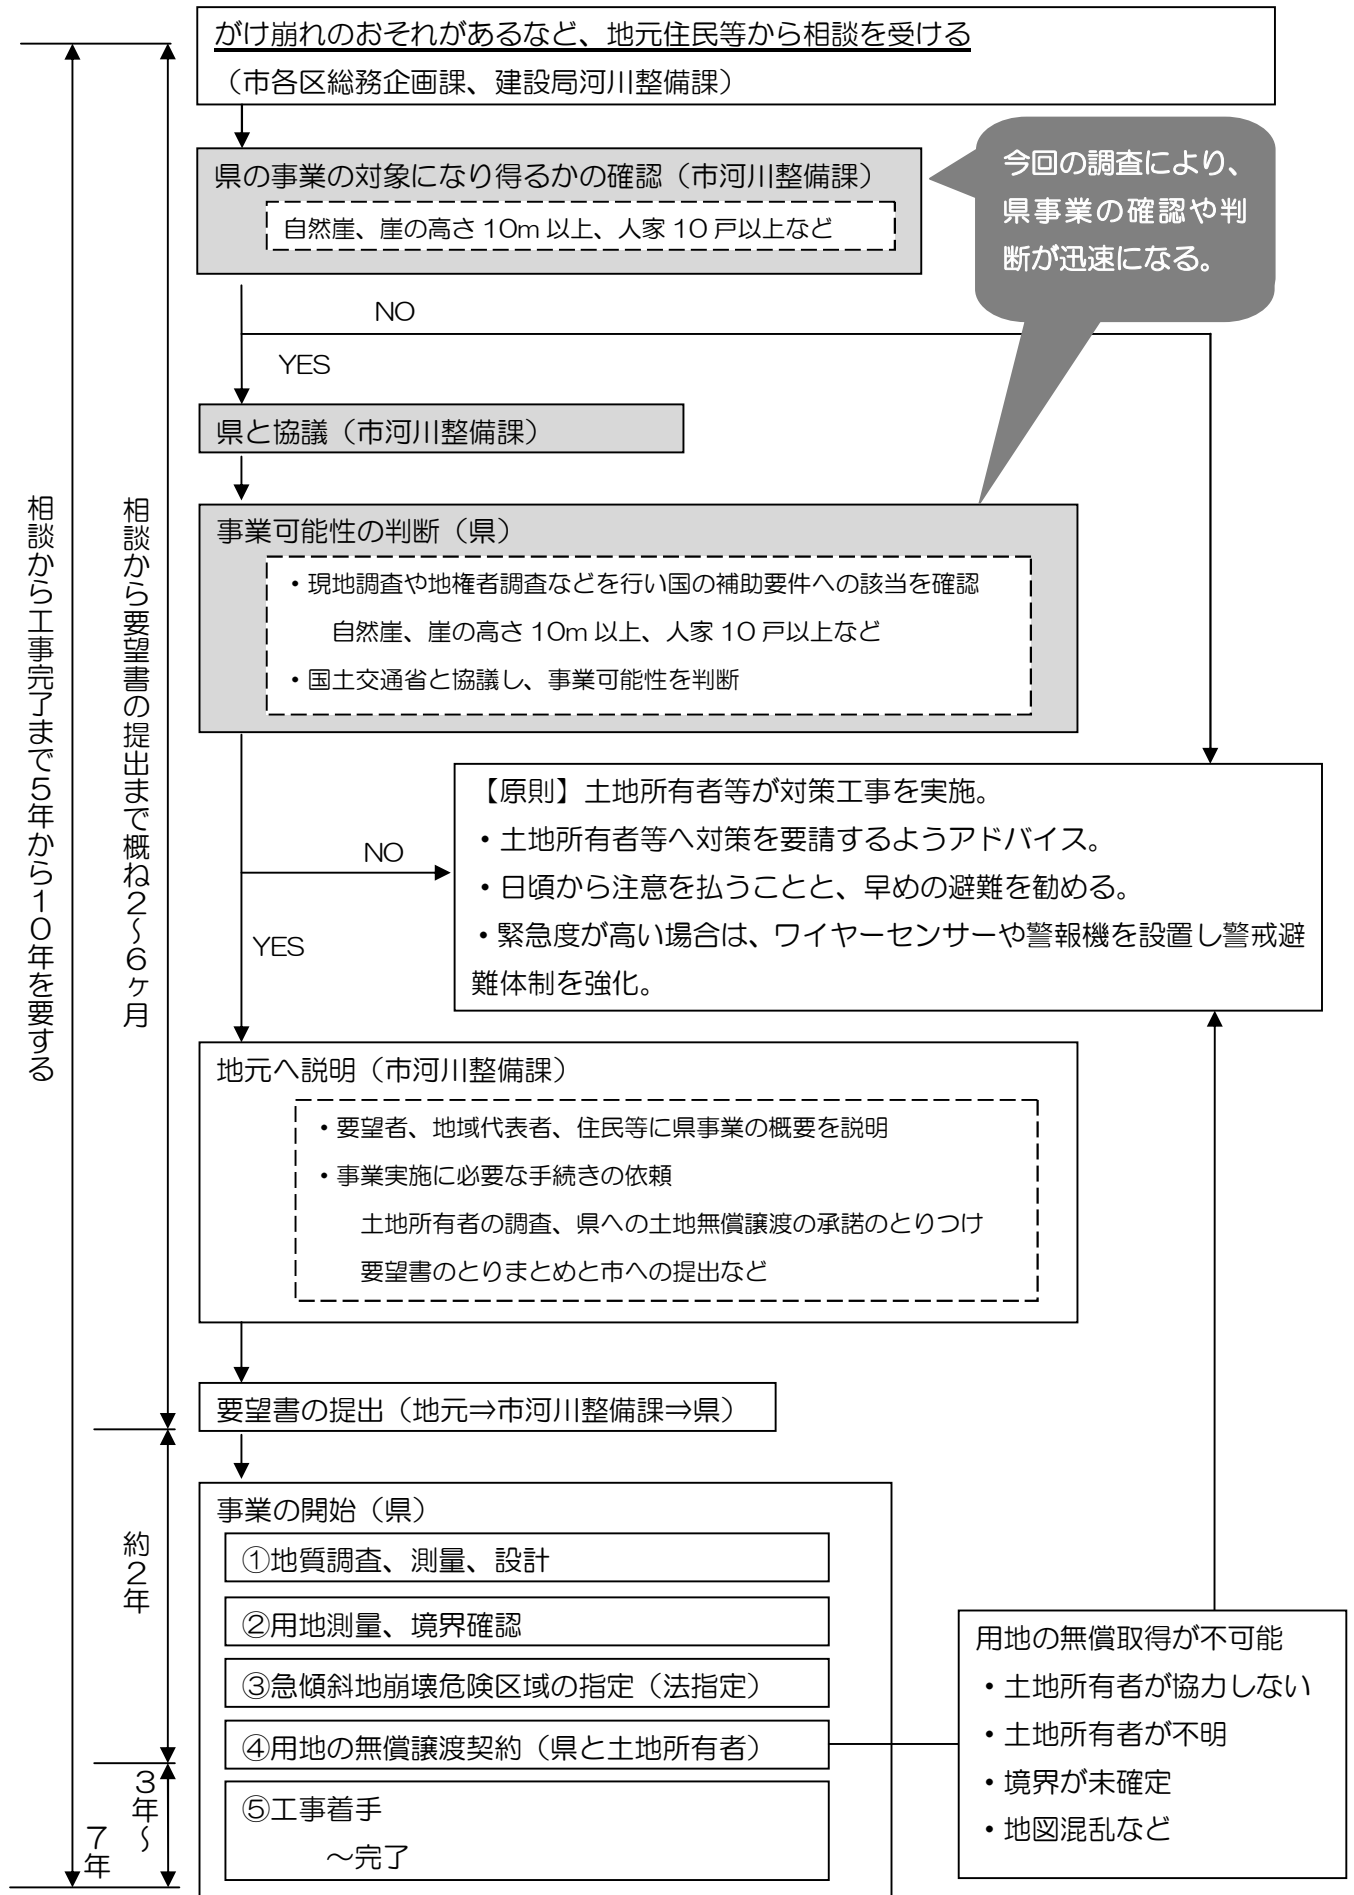 がけ崩れのおそれがあるなど、地元住民等から相談を受ける
（市各区総務企画課、建設局河川整備課）
県の事業の対象になり得るかの確認（市河川整備課）
自然崖、崖の高さ 10m 以上、人家 10 戸以上など
今回の調査により、
県事業の確認や判
断が迅速になる。
NO
YES
県と協議（市河川整備課）
事業可能性の判断（県）
・現地調査や地権者調査などを行い国の補助要件への該当を確認
自然崖、崖の高さ 10m 以上、人家 10 戸以上など
・国土交通省と協議し、事業可能性を判断
NO
YES
【原則】土地所有者等が対策工事を実施。
・土地所有者等へ対策を要請するようアドバイス。
・日頃から注意を払うことと、早めの避難を勧める。
・緊急度が高い場合は、ワイヤーセンサーや警報機を設置し警戒避
難体制を強化。
地元へ説明（市河川整備課）
・要望者、地域代表者、住民等に県事業の概要を説明
・事業実施に必要な手続きの依頼
土地所有者の調査、県への土地無償譲渡の承諾のとりつけ
要望書のとりまとめと市への提出など
要望書の提出（地元⇒市河川整備課⇒県）
事業の開始（県）
①地質調査、測量、設計
②用地測量、境界確認
③急傾斜地崩壊危険区域の指定（法指定）
④用地の無償譲渡契約（県と土地所有者）
⑤工事着手
～完了
用地の無償取得が不可能
・土地所有者が協力しない
・土地所有者が不明
・境界が未確定
・地図混乱など
相談から工事完了まで５年から１０年を要する
相談から要望書の提出まで概ね２～６ヶ月
約２年
３年～
７年